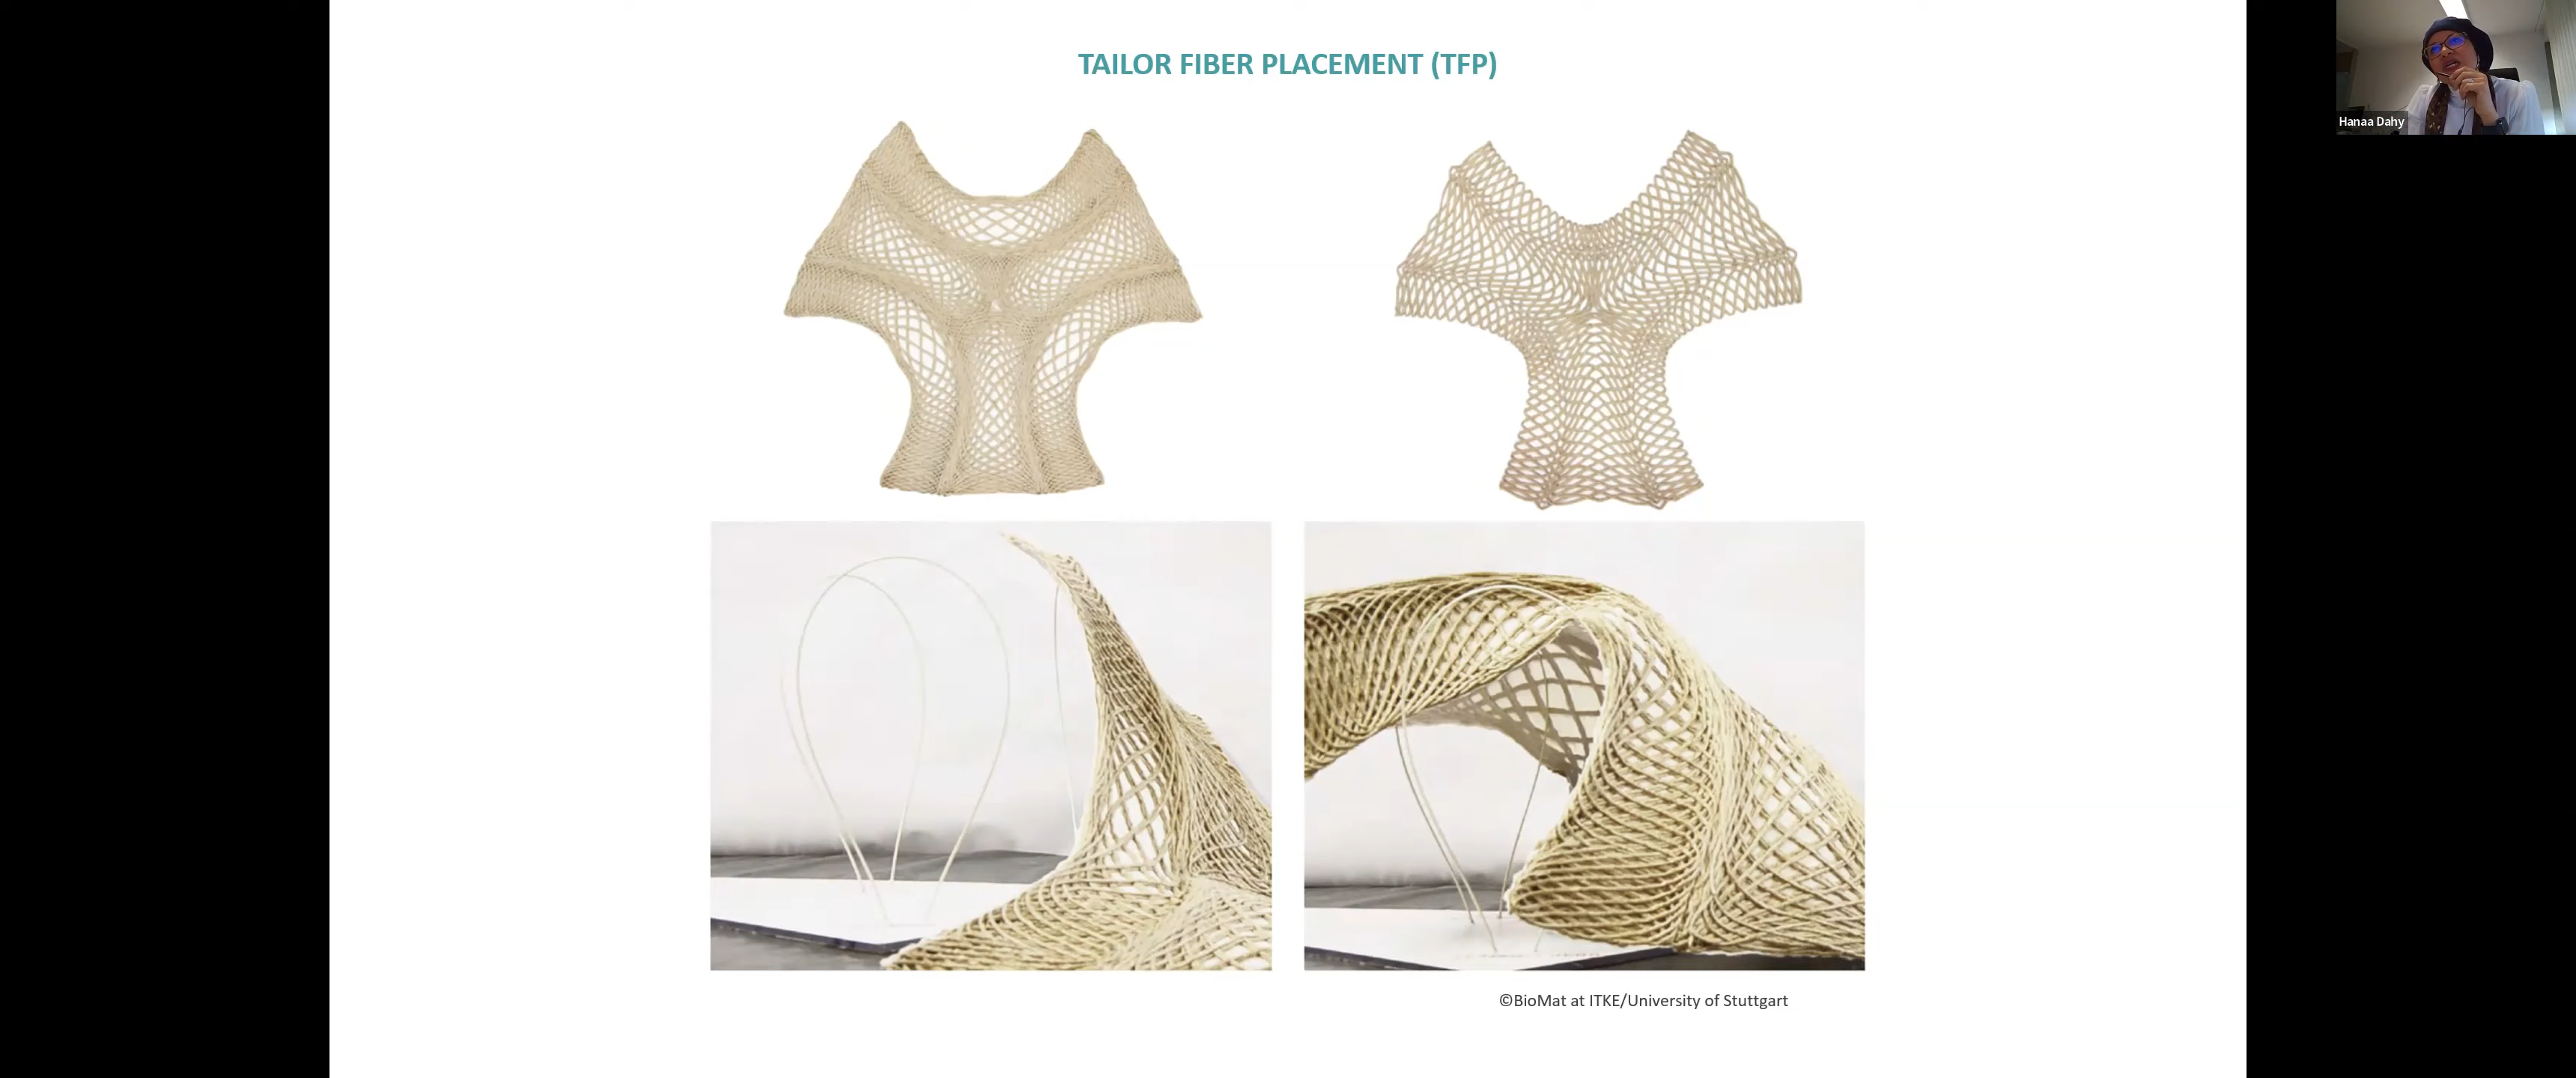 TAILOR FIBER PLACEMENT (TFP)
Hanaa Dahy
©BioMat at ITKE/University of Stuttgart